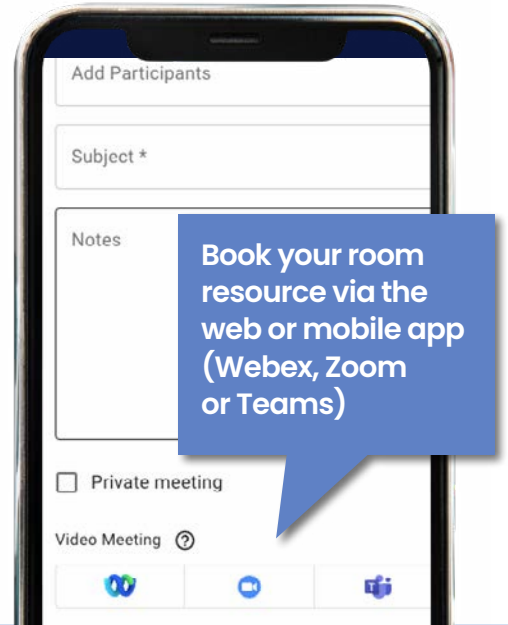 Add Participants
Subject *
Notes
Book your room
resource via the
web or mobile app
(Webex, Zoom
or Teams)
Private meeting
Video Meeting ?